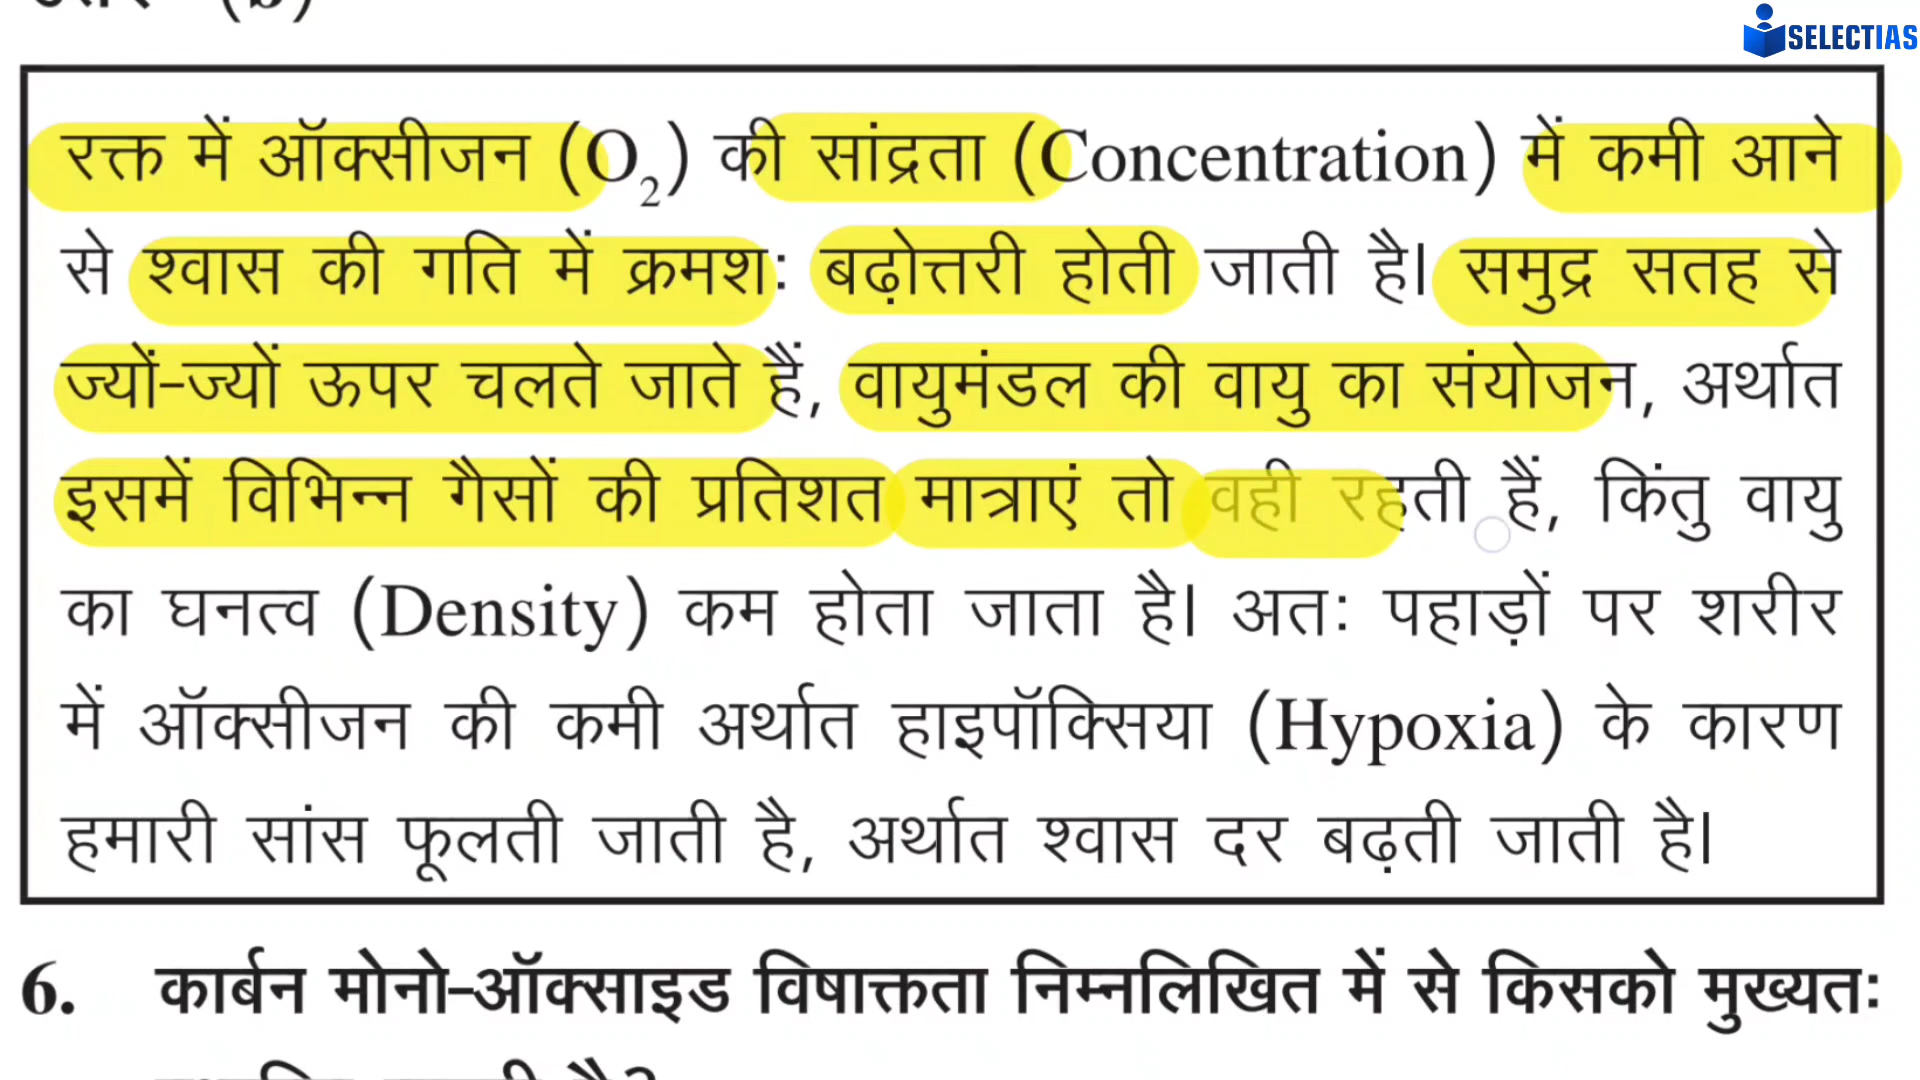 (b)
SELECTIAS
रक्त में ऑक्सीजन (O₂) की सांद्रता (Concentration) में कमी आने
से श्वास की गति में क्रमशः बढ़ोत्तरी होती जाती है। समुद्र सतह से
ज्यों-ज्यों ऊपर चलते जाते हैं, वायुमंडल की वायु का संयोजन, अर्थात
इसमें विभिन्न गैसों की प्रतिशत मात्राएं तो वही रहती हैं, किंतु वायु
का घनत्व (Density) कम होता जाता है। अतः पहाड़ों पर शरीर
में ऑक्सीजन की कमी अर्थात हाइपॉक्सिया (Hypoxia) के कारण
हमारी सांस फूलती जाती है, अर्थात श्वास दर बढ़ती जाती है।
6. कार्बन मोनो-ऑक्साइड विषाक्तता निम्नलिखित में से किसको मुख्यतः